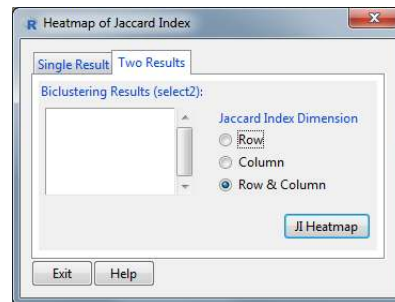 R Heatmap of Jaccard Index
Single Result Two Results
Biclustering Results (select2):
Jaccard Index Dimension
Row
Column
Row & Column
JI Heatmap
Exit Help